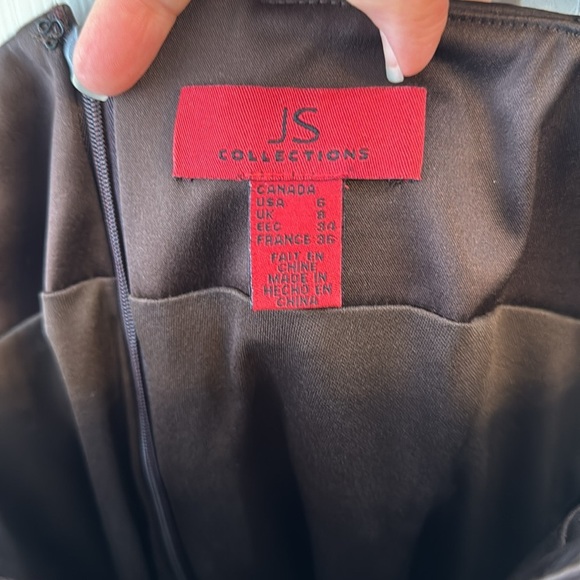 JS
COLLECTIONS
CANADA
USA 6
UK 8
EEC 34
FRANCE 36
FAIT EN
CHINE
MADE IN
HECHO EN
CHINA